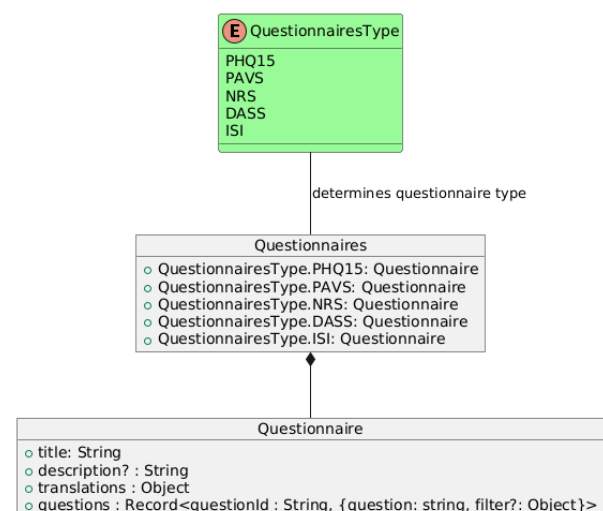 E QuestionnairesType
PHQ15
PAVS
NRS
DASS
ISI
determines questionnaire type
Questionnaires
QuestionnairesType.PHQ15: Questionnaire
QuestionnairesType.PAVS: Questionnaire
QuestionnairesType.NRS: Questionnaire
QuestionnairesType.DASS: Questionnaire
QuestionnairesType.ISI: Questionnaire
Questionnaire
title: String
description? : String
translations : Object
questions : Record<questionId : String, {question: string, filter?: Object}>